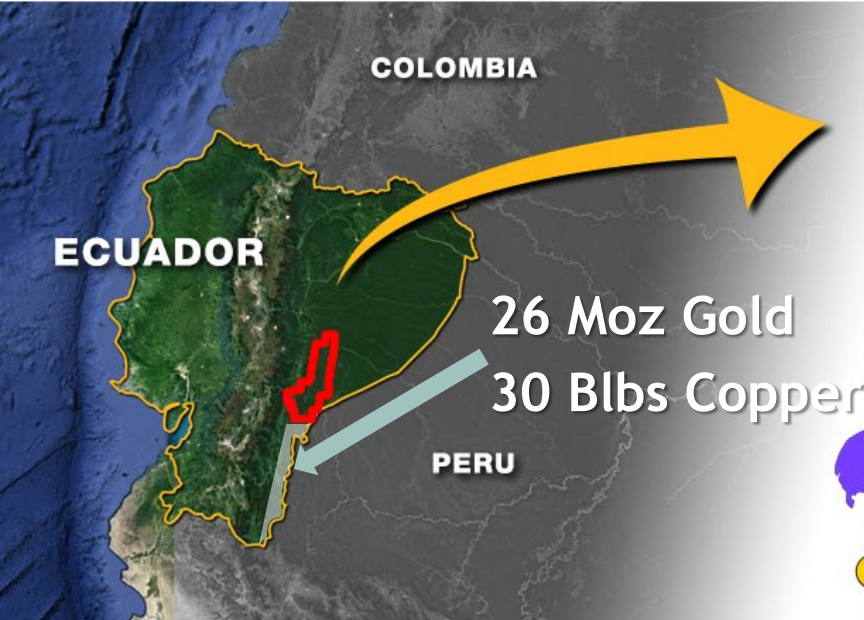 COLOMBIA
ECUADOR
26 Moz Gold
30 Blbs Copper
PERU